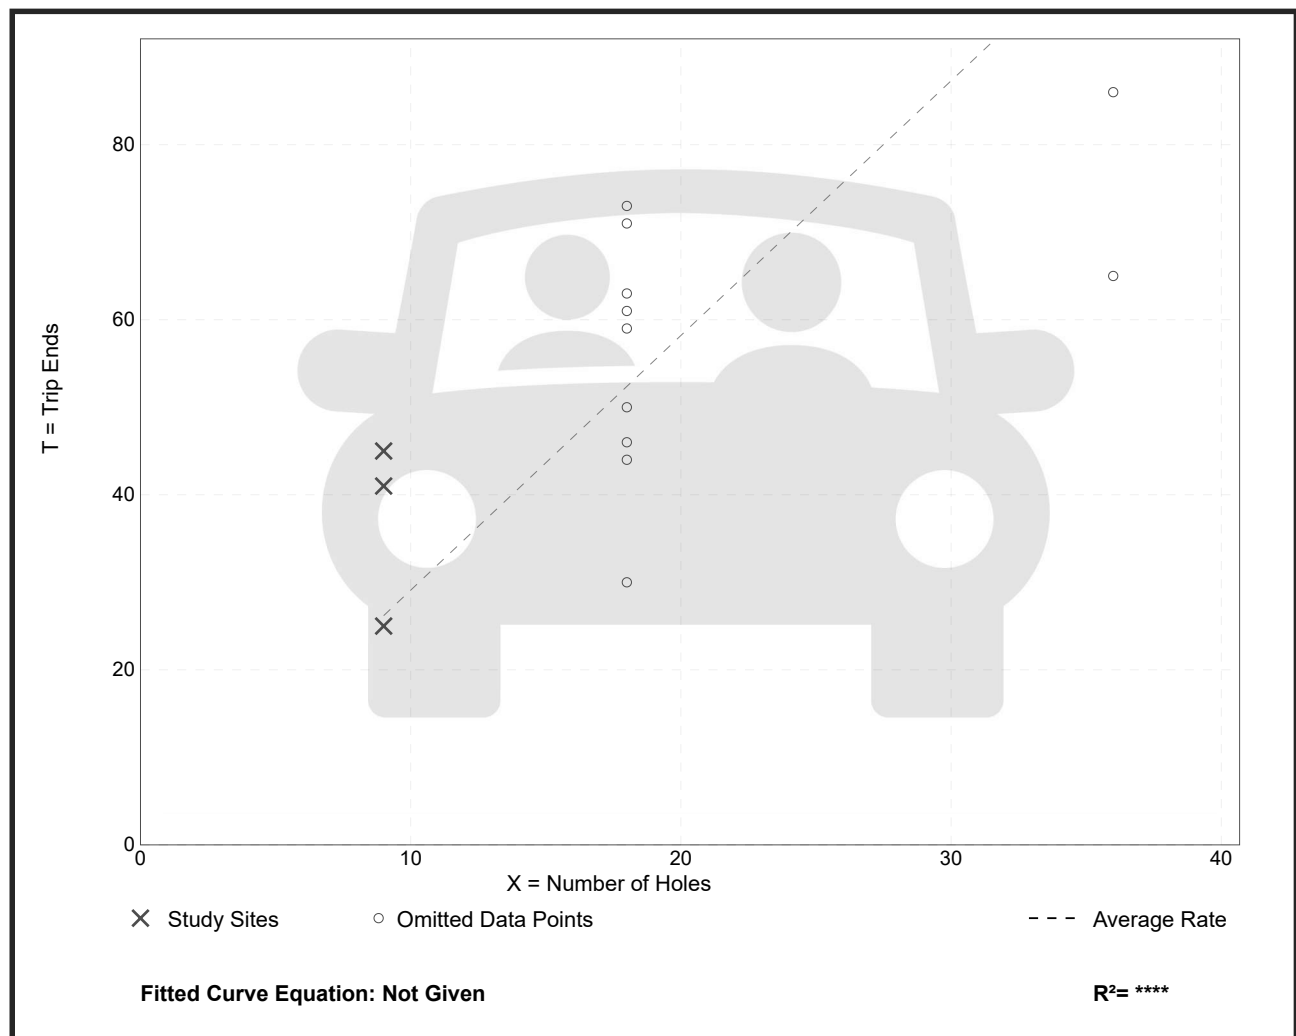 80
60
40
20
0
T = Trip Ends
0 10 20 30 40
X = Number of Holes
Study Sites Omitted Data Points Average Rate
Fitted Curve Equation: Not Given R²= ****